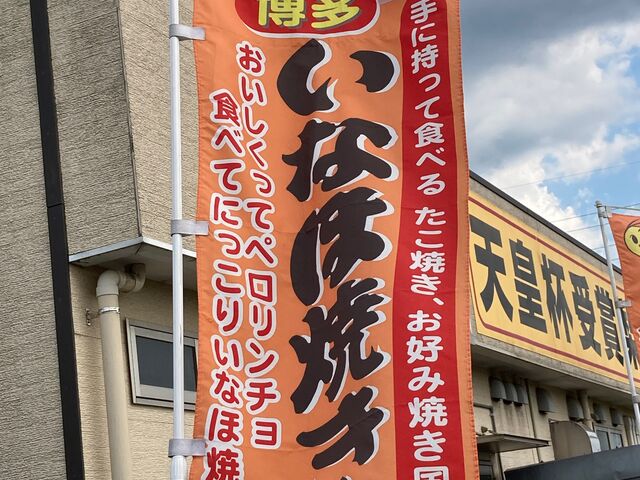 博多
手に持って食べる たこ焼き、お好み焼き
いなほ焼き
おいしくってペロリンチョ
食べてにっこりいなほ焼
天皇杯受賞